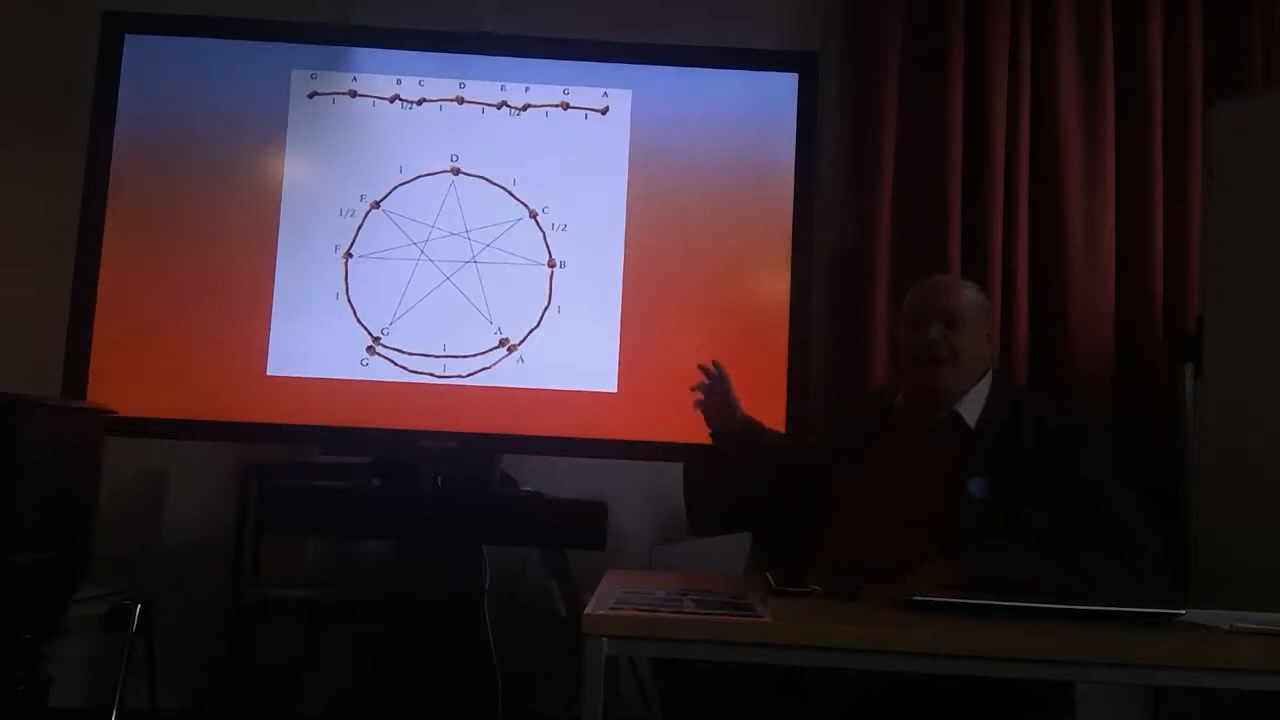 G A B C D E F G A
1 1 1/2 1 1 1/2 1 1
D
1 1
E C
1/2 1/2
F B
1 1
G A
1
G 1 A